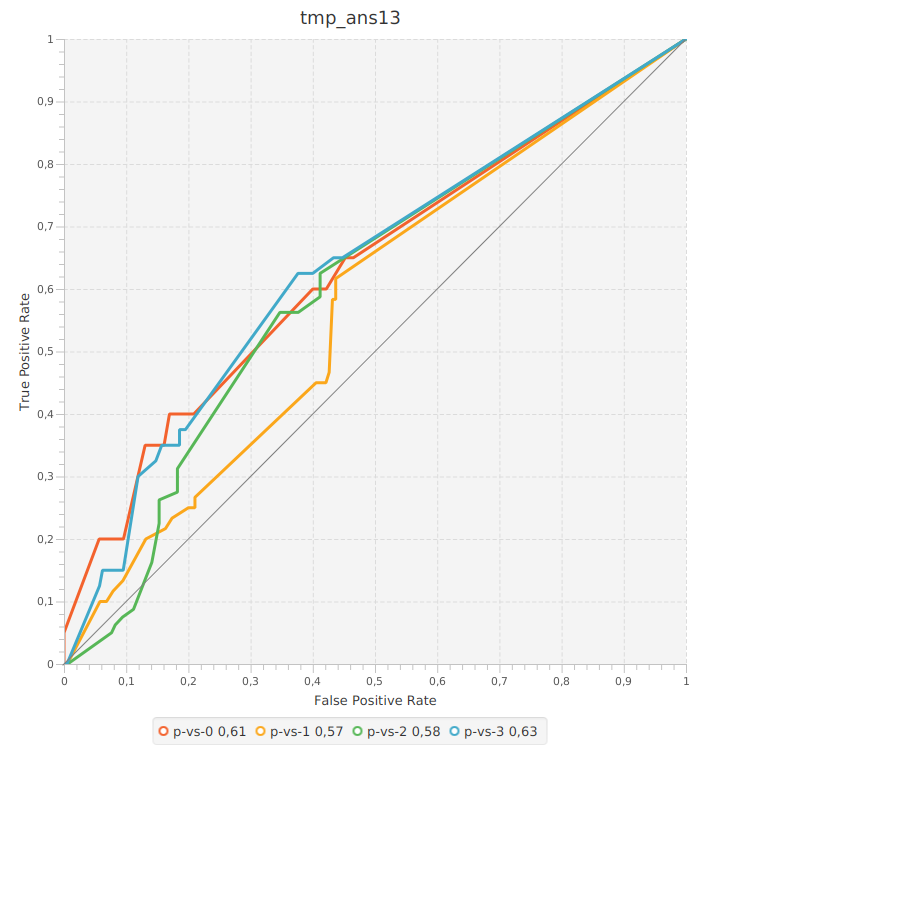 tmp_ans13
1
0,9
0,8
0,7
0,6
0,5
0,4
0,3
0,2
0,1
0
True Positive Rate
0 0,1 0,2 0,3 0,4 0,5 0,6 0,7 0,8 0,9 1
False Positive Rate
p-vs-0 0,61 p-vs-1 0,57 p-vs-2 0,58 p-vs-3 0,63